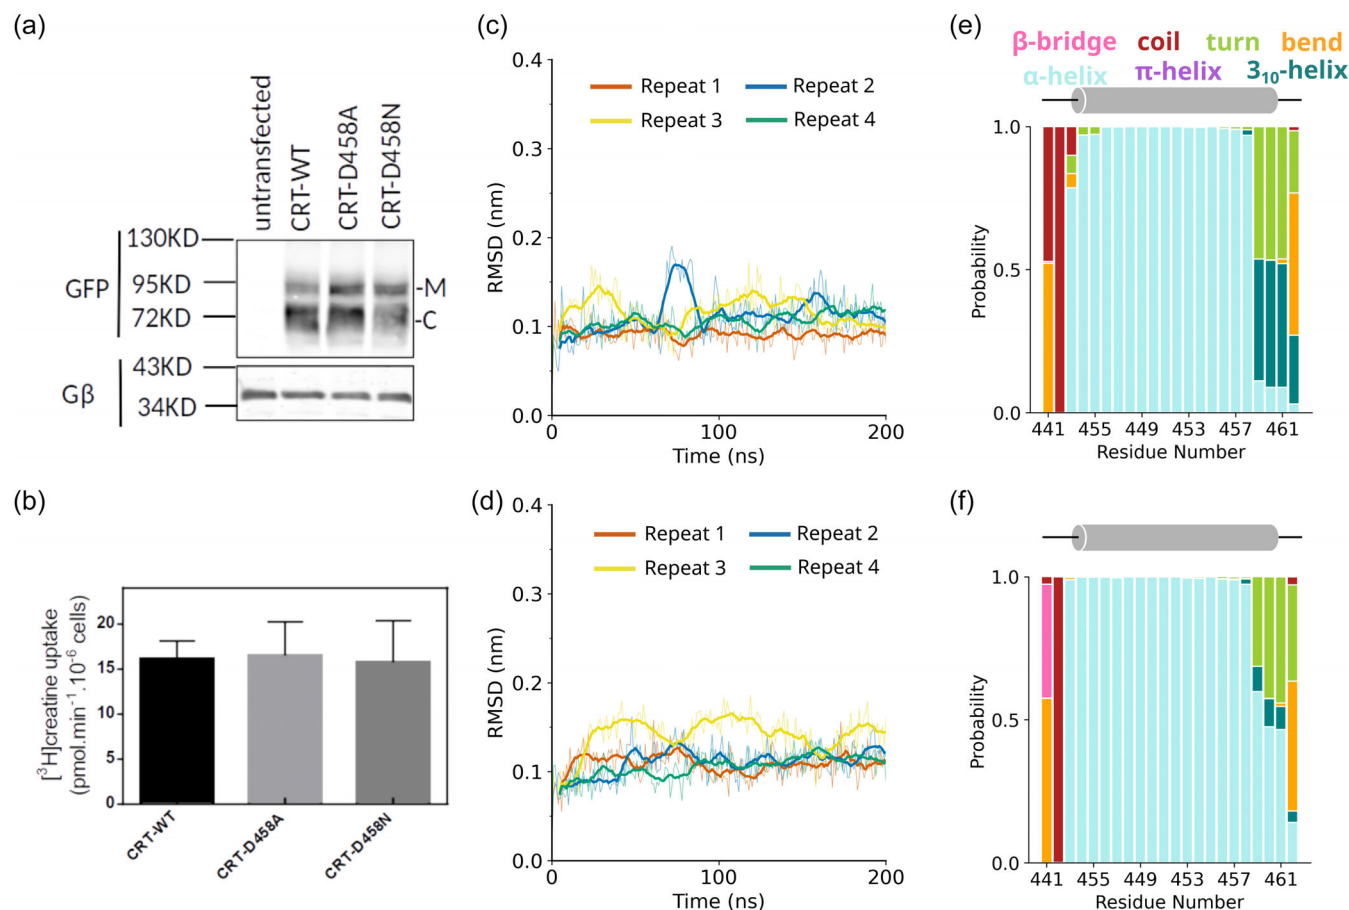 (a)
untransfected
CRT-WT
CRT-D458A
CRT-D458N
130KD
GFP
95KD
-M
72KD
-C
43KD
Gβ
34KD
(b)
[³H]creatine uptake
(pmol.min⁻¹.10⁻⁶ cells)
20
15
10
5
0
CRT-WT
CRT-D458A
CRT-D458N
(c)
RMSD (nm)
0.4
0.3
0.2
0.1
0.0
Repeat 1 Repeat 2
Repeat 3 Repeat 4
0 100 200
Time (ns)
(d)
RMSD (nm)
0.4
0.3
0.2
0.1
0.0
Repeat 1 Repeat 2
Repeat 3 Repeat 4
0 100 200
Time (ns)
(e)
β-bridge coil turn bend
α-helix π-helix 3₁₀-helix
Probability
1.0
0.5
0.0
441 455 449 453 457 461
Residue Number
(f)
Probability
1.0
0.5
0.0
441 455 449 453 457 461
Residue Number